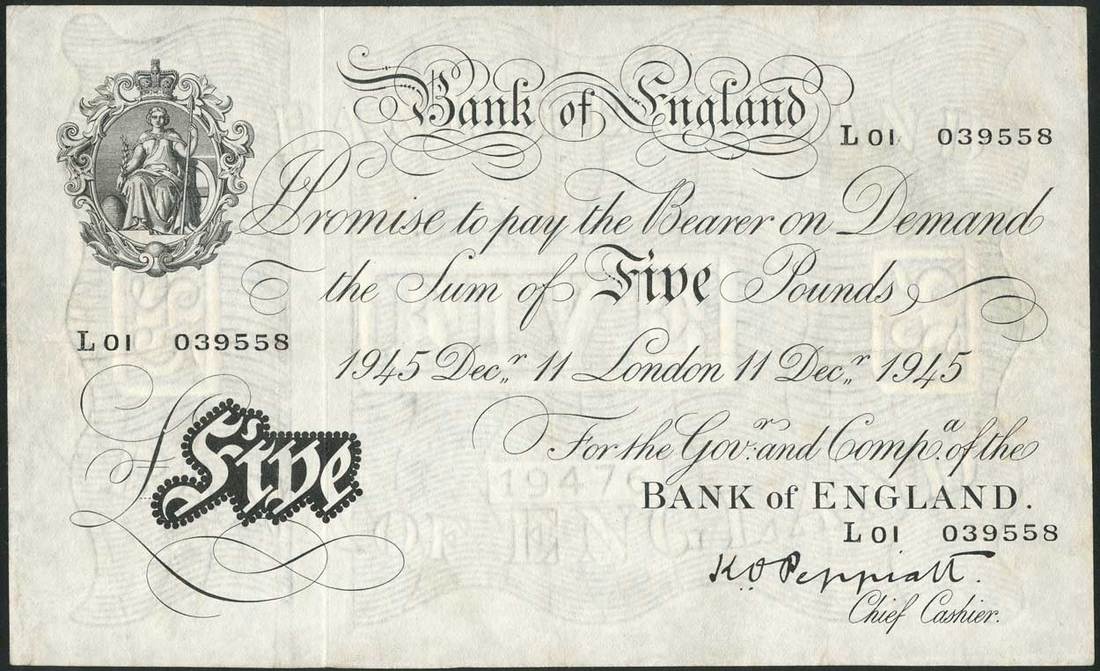 Bank of England
L01 039558
I Promise to pay the Bearer on Demand
the Sum of Five Pounds
L01 039558
1945 Decr. 11 London 11 Decr. 1945
£ Five
For the Govr. and Compa. of the
BANK of ENGLAND.
L01 039558
K O Peppiatt.
Chief Cashier.